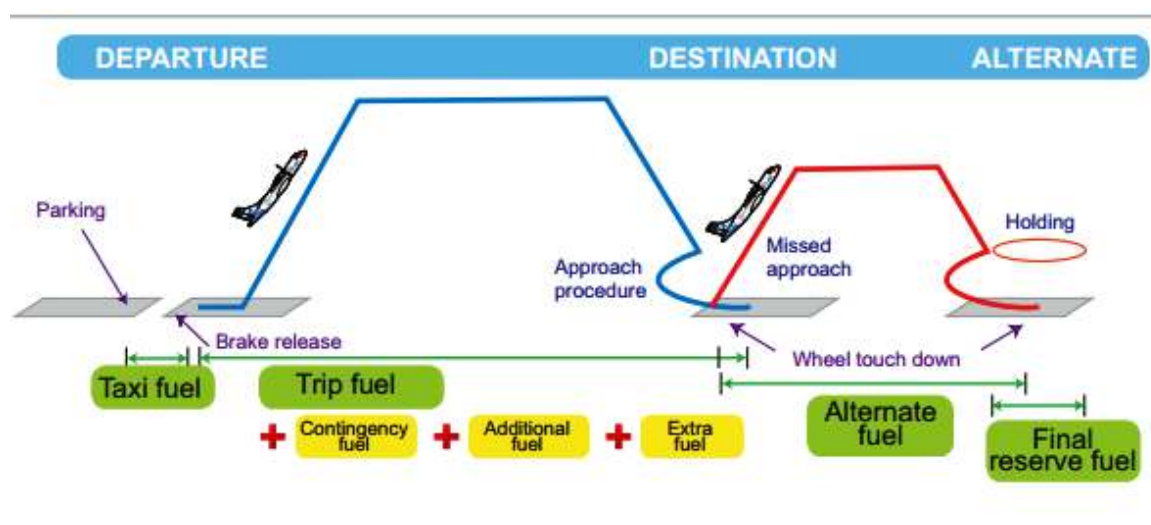 DEPARTURE DESTINATION ALTERNATE
Parking
Holding
Missed
approach
Approach
procedure
Brake release
Wheel touch down
Taxi fuel
Trip fuel
Alternate
fuel
Final
reserve fuel
+ Contingency
fuel
+ Additional
fuel
+ Extra
fuel